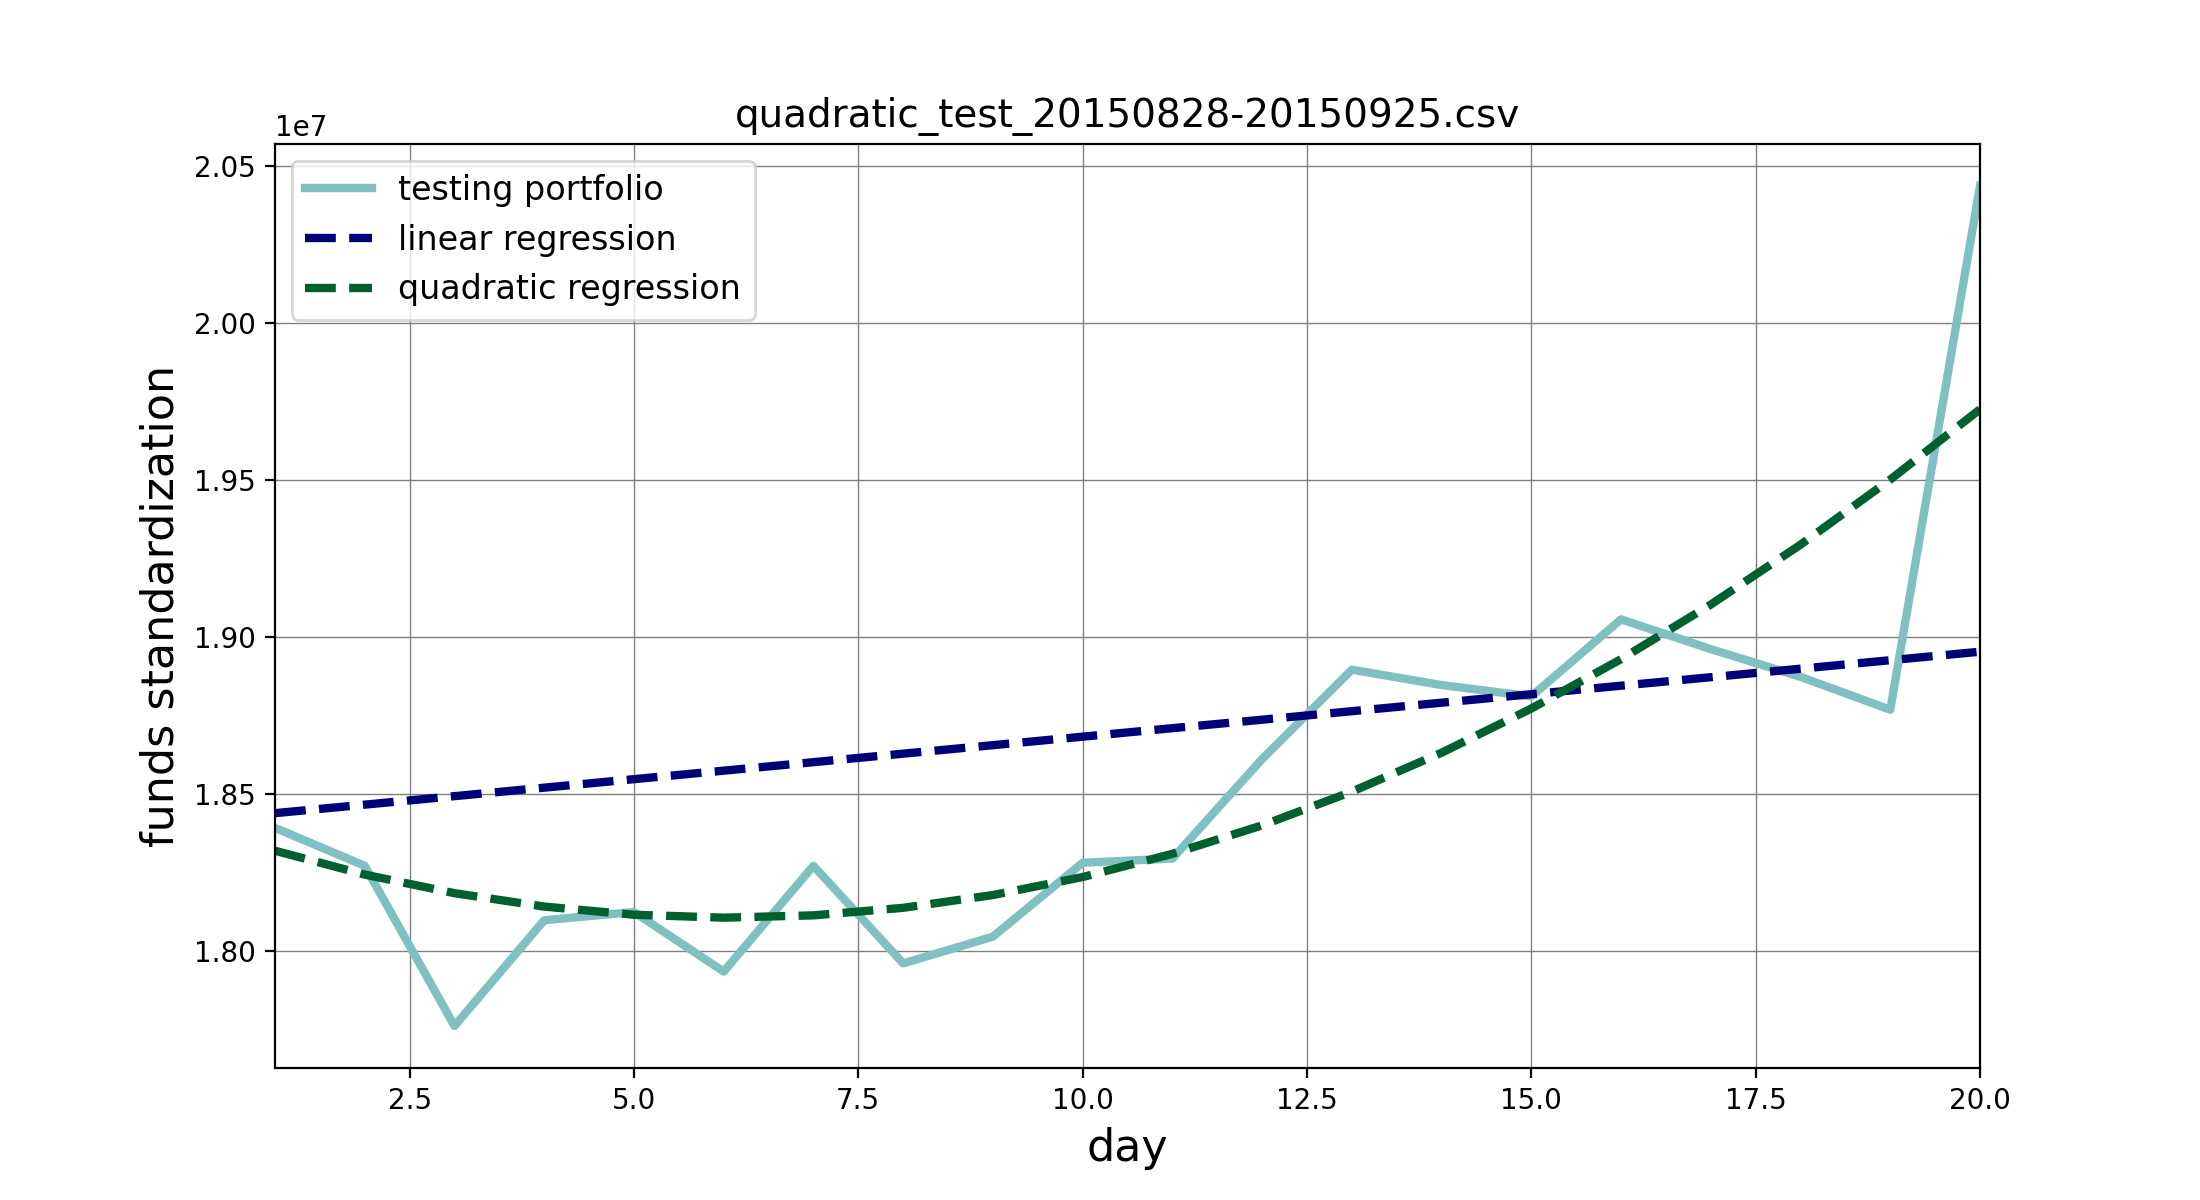 quadratic_test_20150828-20150925.csv
1e7
testing portfolio
linear regression
quadratic regression
2.05
2.00
1.95
1.90
1.85
1.80
funds standardization
2.5 5.0 7.5 10.0 12.5 15.0 17.5 20.0
day